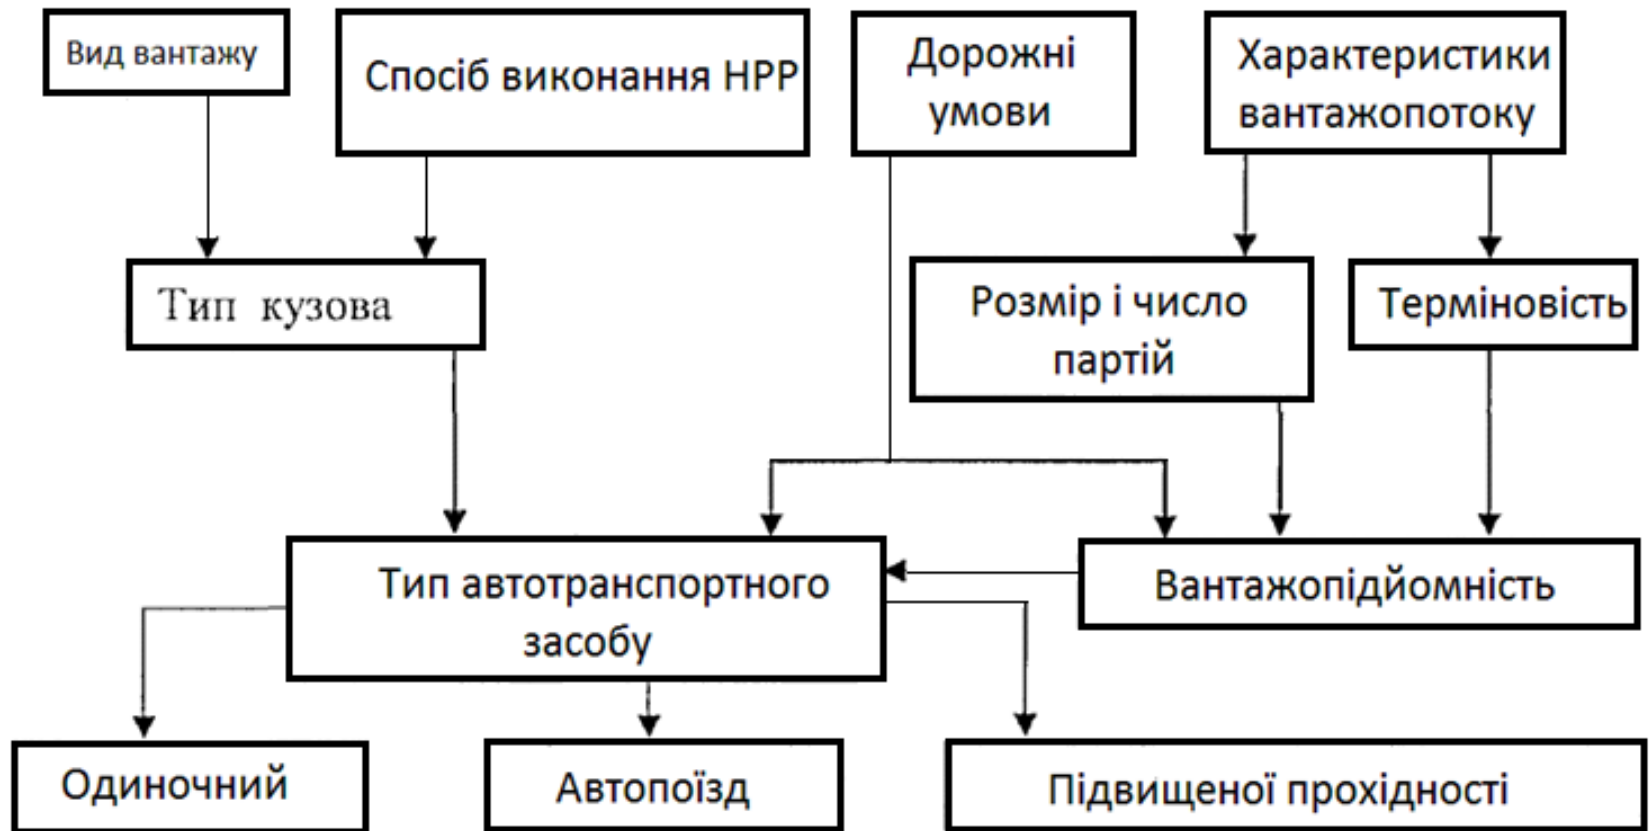 Вид вантажу
Спосіб виконання НРР
Дорожні
умови
Характеристики
вантажопотоку
Тип кузова
Розмір і число
партій
Терміновість
Тип автотранспортного
засобу
Вантажопідйомність
Одиночний
Автопоїзд
Підвищеної прохідності